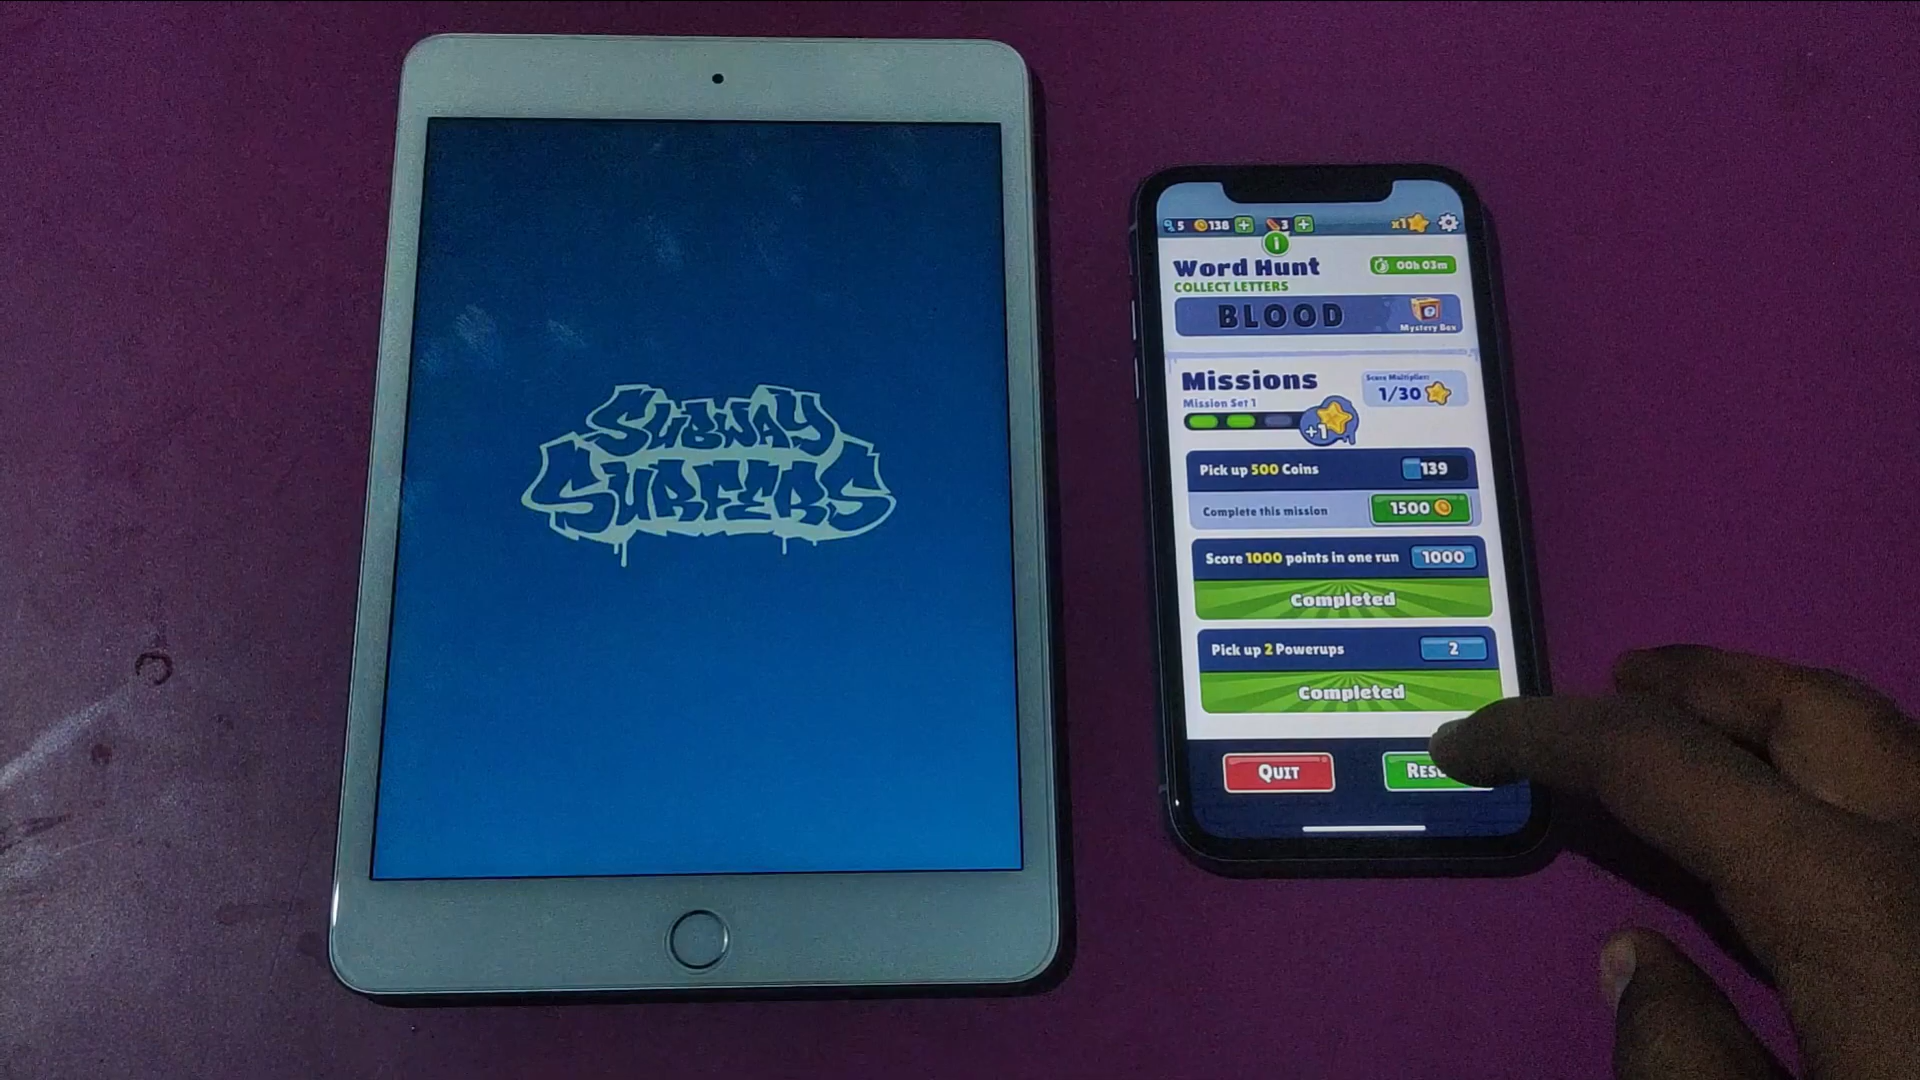 SUBWAY
SURFERS
5 138 3 x1
Word Hunt 00h 03m
COLLECT LETTERS
BLOOD
Mystery Box
Missions
Score Multiplier:
1/30
Mission Set 1
+1
Pick up 500 Coins 139
Complete this mission 1500
Score 1000 points in one run 1000
Completed
Pick up 2 Powerups 2
Completed
QUIT